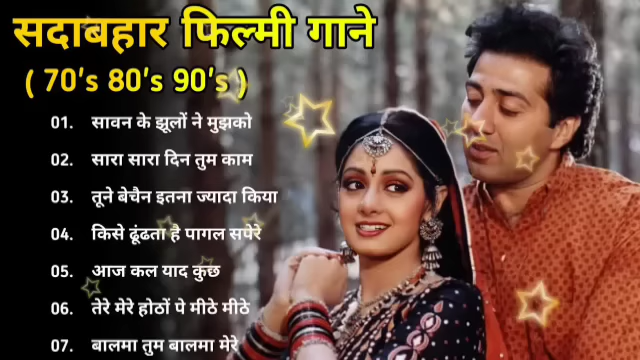 सदाबहार फिल्मी गाने
( 70's 80's 90's )
01. सावन के झूलों ने मुझको
02. सारा सारा दिन तुम काम
03. तूने बेचैन इतना ज्यादा किया
04. किसे ढूंढता है पागल सपेरे
05. आज कल याद कुछ
06. तेरे मेरे होठों पे मीठे मीठे
07. बालमा तुम बालमा मेरे